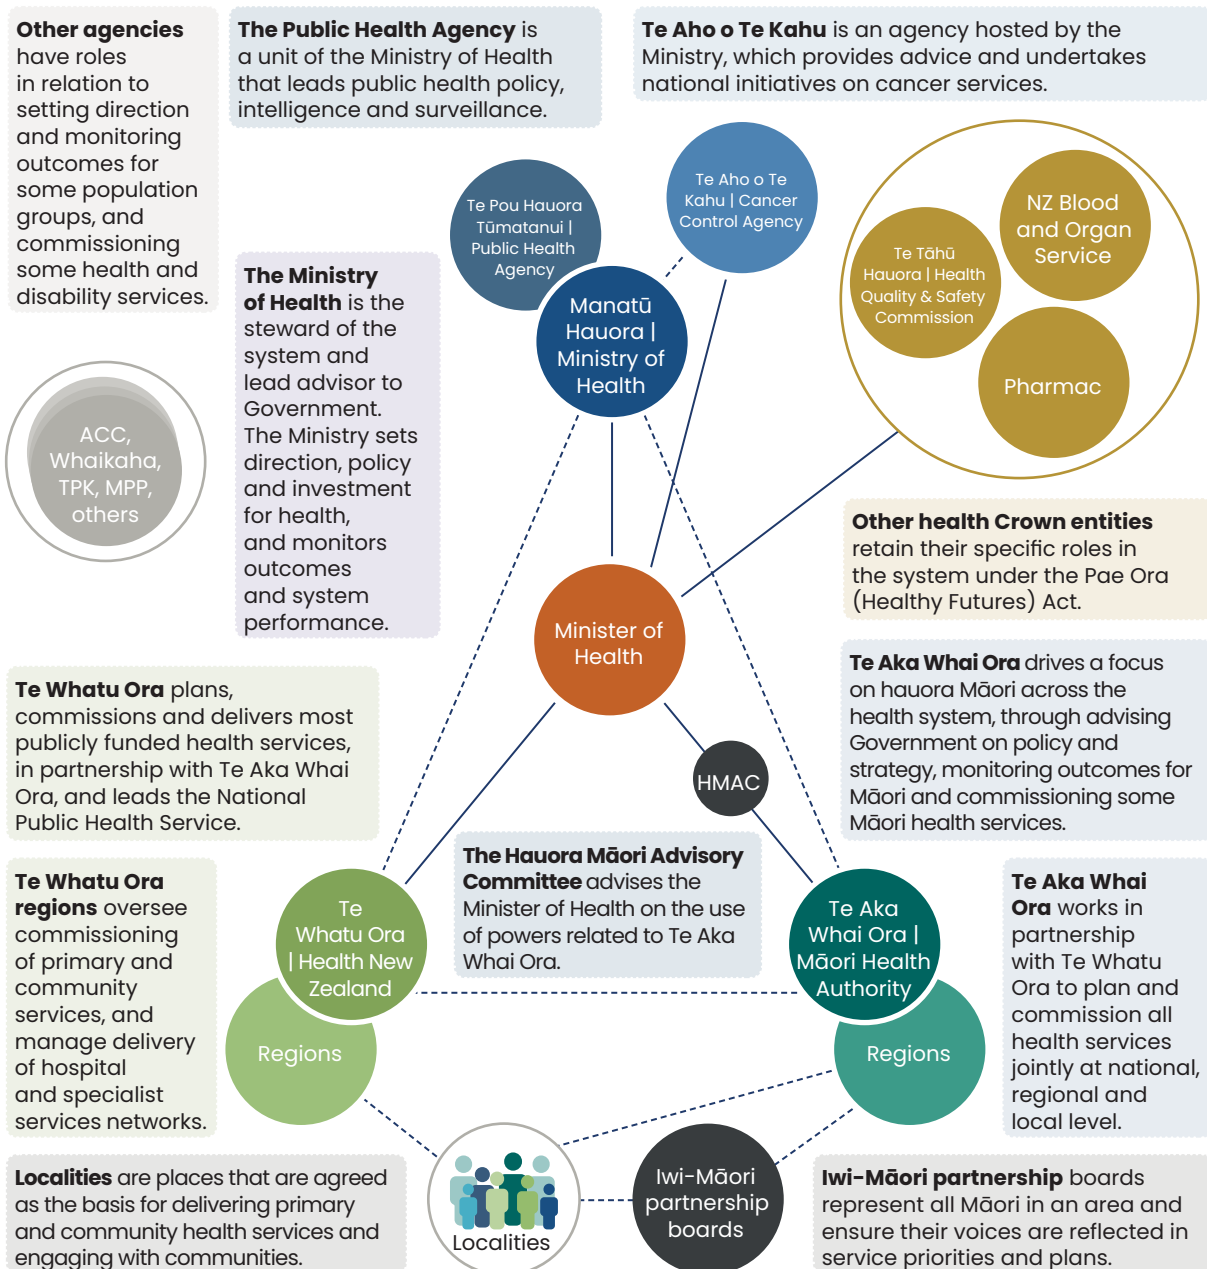 Other agencies
have roles
in relation to
setting direction
and monitoring
outcomes for
some population
groups, and
commissioning
some health and
disability services.
The Public Health Agency is
a unit of the Ministry of Health
that leads public health policy,
intelligence and surveillance.
Te Aho o Te Kahu is an agency hosted by the
Ministry, which provides advice and undertakes
national initiatives on cancer services.
Te Pou Hauora
Tūmatanui |
Public Health
Agency
Te Aho o Te
Kahu | Cancer
Control Agency
NZ Blood
and Organ
Service
Te Tāhū
Hauora | Health
Quality & Safety
Commission
Pharmac
The Ministry
of Health is the
steward of the
system and
lead advisor to
Government.
The Ministry sets
direction, policy
and investment
for health,
and monitors
outcomes
and system
performance.
Manatū
Hauora |
Ministry of
Health
ACC,
Whaikaha,
TPK, MPP,
others
Other health Crown entities
retain their specific roles in
the system under the Pae Ora
(Healthy Futures) Act.
Minister of
Health
Te Whatu Ora plans,
commissions and delivers most
publicly funded health services,
in partnership with Te Aka Whai
Ora, and leads the National
Public Health Service.
HMAC
Te Aka Whai Ora drives a focus
on hauora Māori across the
health system, through advising
Government on policy and
strategy, monitoring outcomes for
Māori and commissioning some
Māori health services.
Te Whatu Ora
regions oversee
commissioning
of primary and
community
services, and
manage delivery
of hospital
and specialist
services networks.
Te
Whatu Ora
| Health New
Zealand
Regions
The Hauora Māori Advisory
Committee advises the
Minister of Health on the use
of powers related to Te Aka
Whai Ora.
Te Aka
Whai Ora |
Māori Health
Authority
Regions
Te Aka Whai
Ora works in
partnership
with Te Whatu
Ora to plan and
commission all
health services
jointly at national,
regional and
local level.
Localities are places that are agreed
as the basis for delivering primary
and community health services and
engaging with communities.
Localities
Iwi-Māori
partnership
boards
Iwi-Māori partnership boards
represent all Māori in an area and
ensure their voices are reflected in
service priorities and plans.